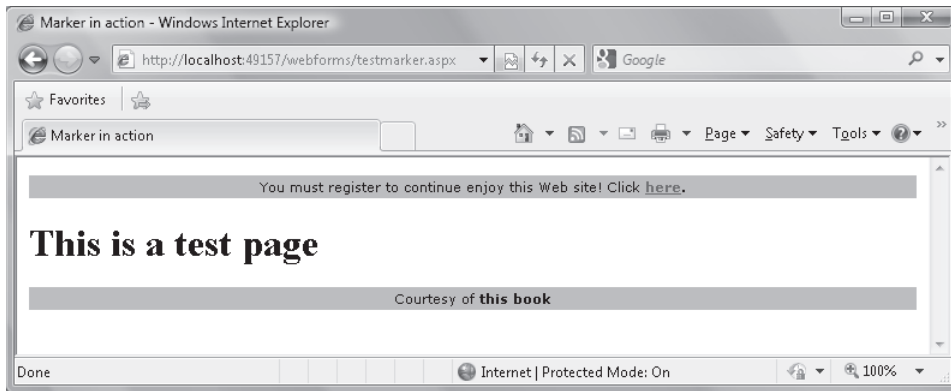 Marker in action - Windows Internet Explorer
http://localhost:49157/webforms/testmarker.aspx
Google
Favorites
Marker in action
Page
Safety
Tools
You must register to continue enjoy this Web site! Click here.
This is a test page
Courtesy of this book
Done
Internet | Protected Mode: On
100%